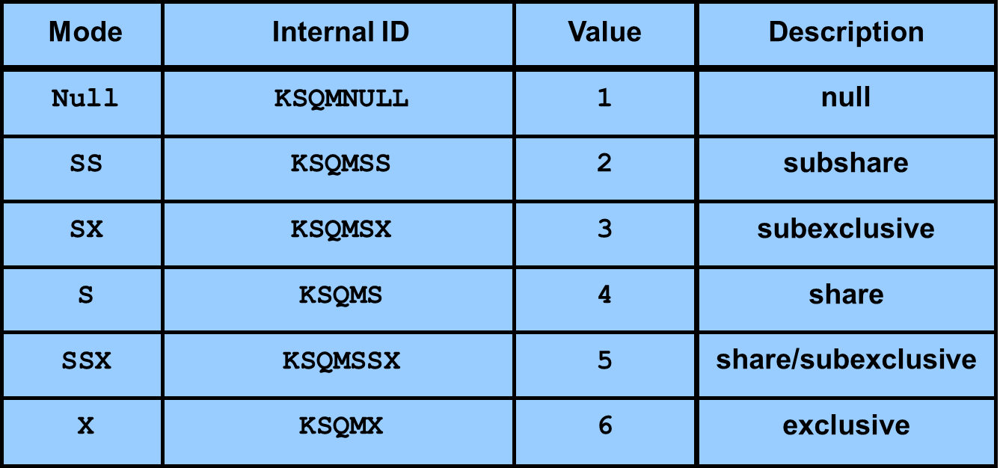 Mode Internal ID Value Description
Null KSQMNULL 1 null
SS KSQMSS 2 subshare
SX KSQMSX 3 subexclusive
S KSQMS 4 share
SSX KSQMSSX 5 share/subexclusive
X KSQMX 6 exclusive